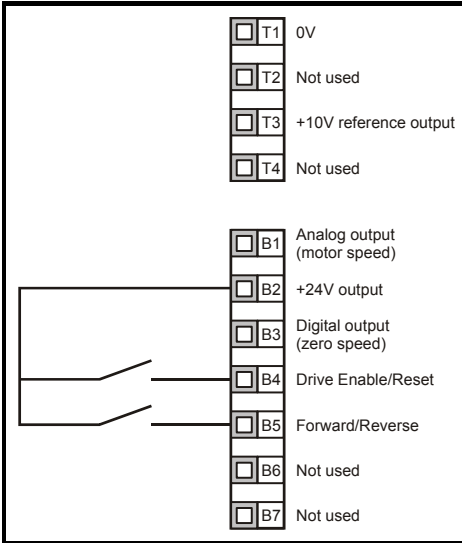 T1 0V
T2 Not used
T3 +10V reference output
T4 Not used
B1 Analog output
(motor speed)
B2 +24V output
B3 Digital output
(zero speed)
B4 Drive Enable/Reset
B5 Forward/Reverse
B6 Not used
B7 Not used